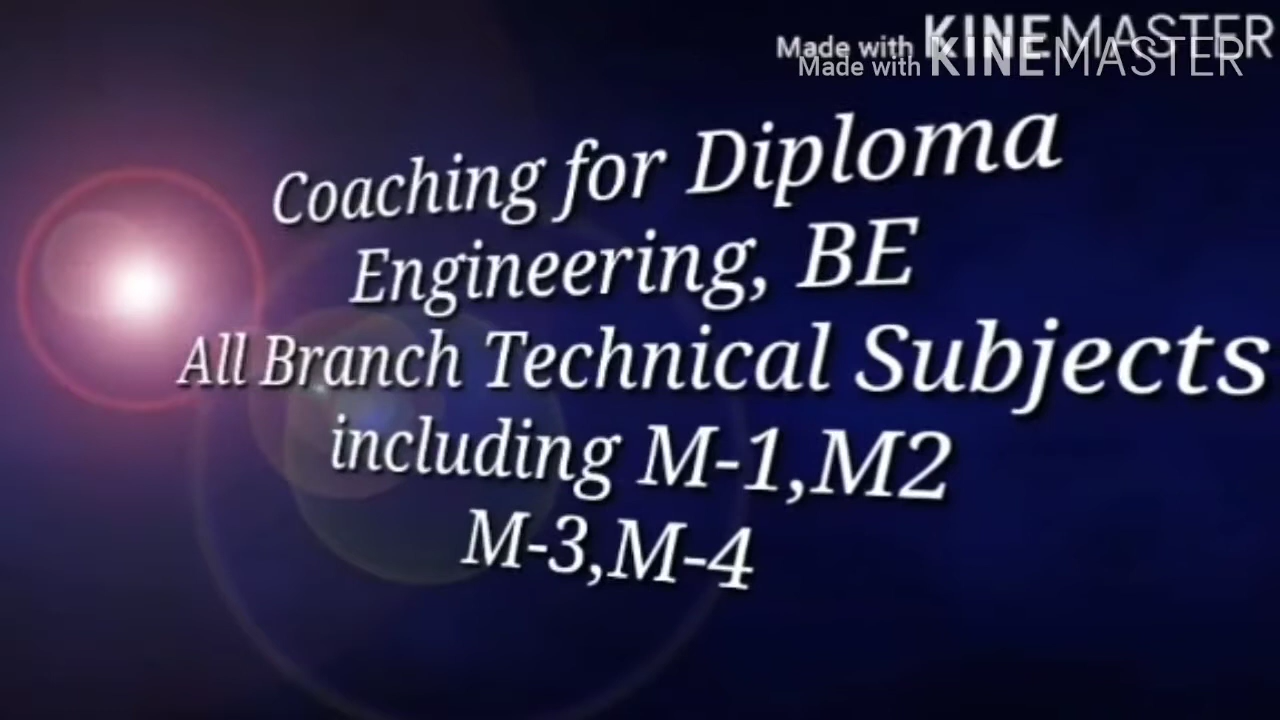 Made with KINEMASTER
Made with KINEMASTER
Coaching for Diploma
Engineering, BE
All Branch Technical Subjects
including M-1,M2
M-3,M-4